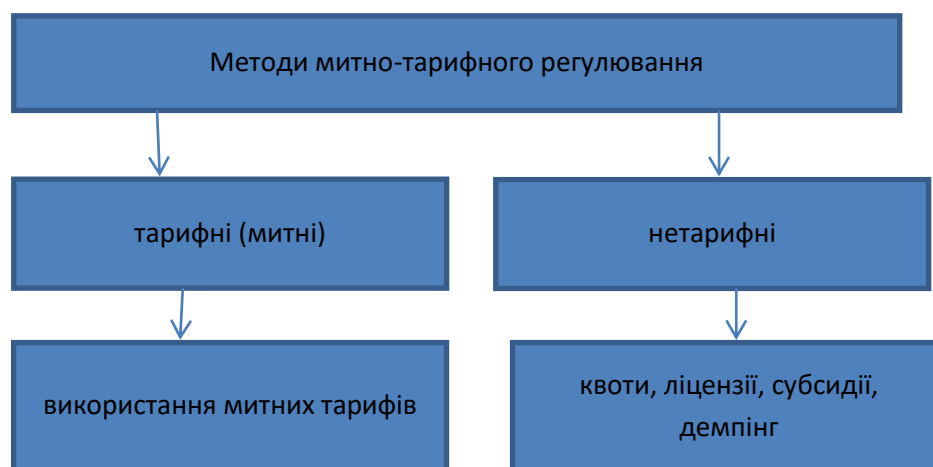 Методи митно-тарифного регулювання
тарифні (митні)
нетарифні
використання митних тарифів
квоти, ліцензії, субсидії,
демпінг